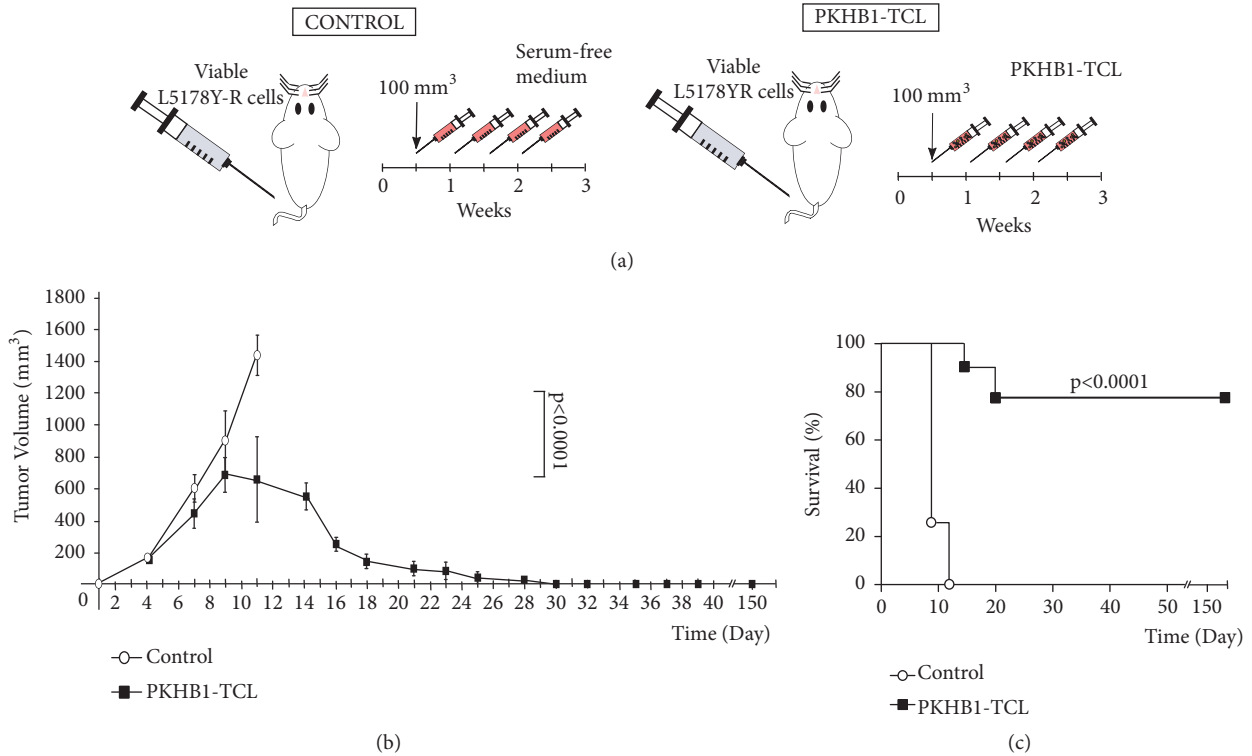 CONTROL
Viable
L5178Y-R cells
100 mm³
Serum-free
medium
0 1 2 3
Weeks
PKHB1-TCL
Viable
L5178YR cells
100 mm³
PKHB1-TCL
0 1 2 3
Weeks
(a)
Tumor Volume (mm³)
1800
1600
1400
1200
1000
800
600
400
200
0 2 4 6 8 10 12 14 16 18 20 22 24 26 28 30 32 34 36 38 40 150
Time (Day)
p<0.0001
Control
PKHB1-TCL
(b)
Survival (%)
100
80
60
40
20
0
0 10 20 30 40 50 150
Time (Day)
p<0.0001
Control
PKHB1-TCL
(c)